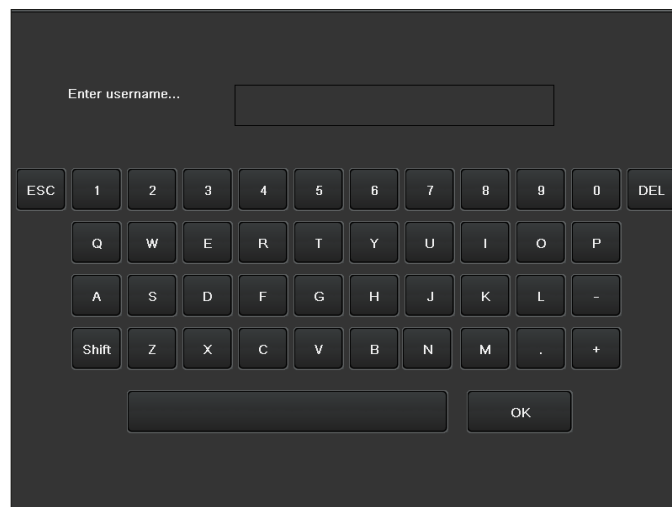 Enter username...
ESC 1 2 3 4 5 6 7 8 9 0 DEL
Q W E R T Y U I O P
A S D F G H J K L -
Shift Z X C V B N M . +
OK